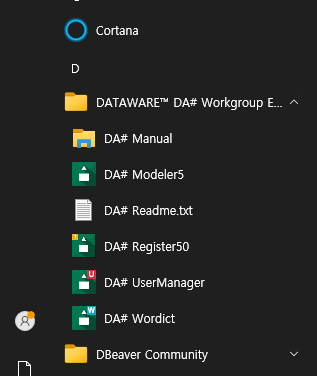 Cortana
D
DATAWARE™ DA# Workgroup E...
DA# Manual
DA# Modeler5
DA# Readme.txt
DA# Register50
DA# UserManager
U
DA# Wordict
W
DBeaver Community